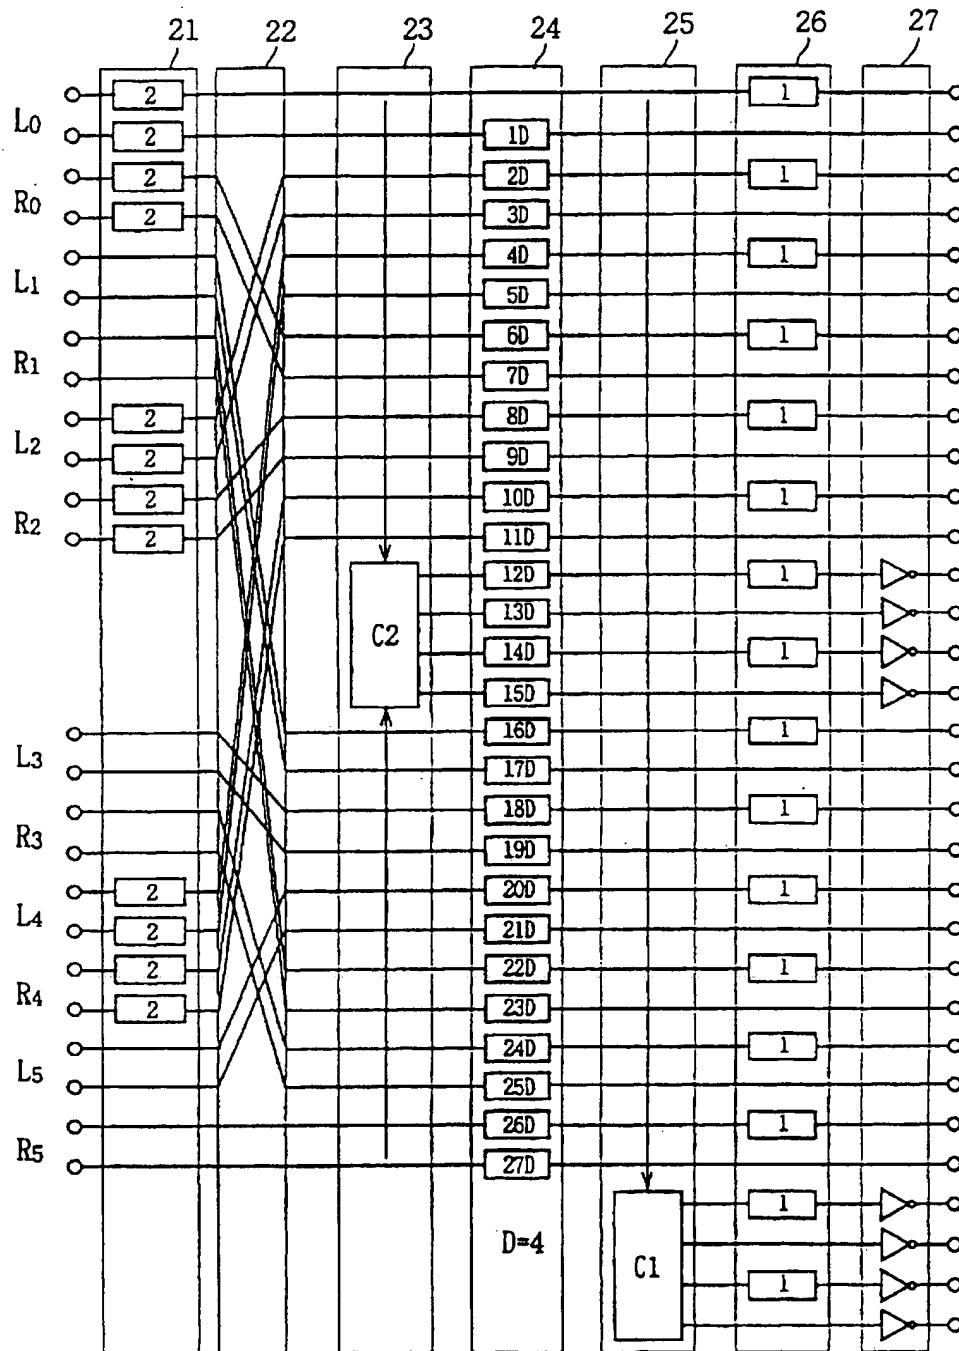 21 22 23 24 25 26 27
L0 2 1
2 1D
R0 2 2D 1
2 3D
L1 4D 1
5D
R1 6D 1
7D
L2 2 8D 1
2 9D
R2 2 10D 1
2 11D
C2 12D 1
13D
14D 1
15D
L3 16D 1
17D
R3 18D 1
19D
L4 2 20D 1
2 21D
R4 2 22D 1
2 23D
L5 24D 1
25D
R5 26D 1
27D
C1 1
D=4
1